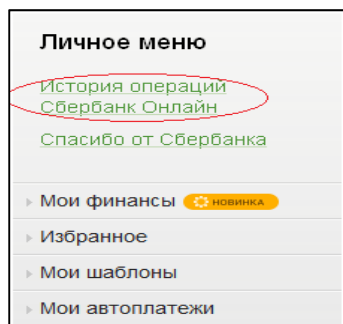 Личное меню
История операций
Сбербанк Онлайн
Спасибо от Сбербанка
Мои финансы НОВИНКА
Избранное
Мои шаблоны
Мои автоплатежи